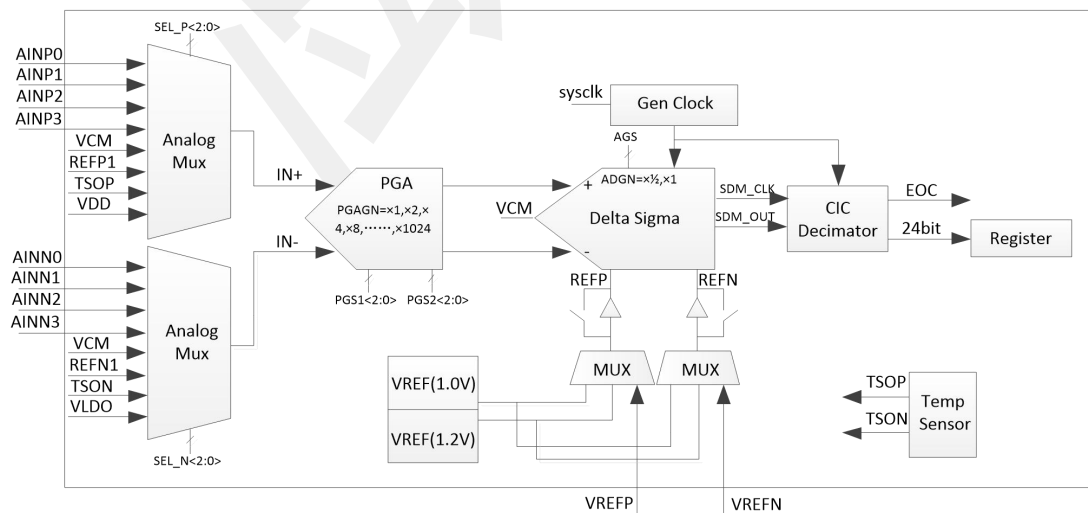 SEL_P<2:0>
AINP0
AINP1
AINP2
AINP3
VCM
REFP1
TSOP
VDD
Analog
Mux
IN+
AINN0
AINN1
AINN2
AINN3
VCM
REFN1
TSON
VLDO
Analog
Mux
IN-
SEL_N<2:0>
PGA
PGAGN=×1,×2,×
4,×8,……,×1024
PGS1<2:0>
PGS2<2:0>
sysclk
Gen Clock
AGS
ADGN=×½,×1
+
VCM
Delta Sigma
-
SDM_CLK
SDM_OUT
CIC
Decimator
EOC
24bit
Register
REFP
REFN
MUX
MUX
VREF(1.0V)
VREF(1.2V)
VREFP
VREFN
TSOP
TSON
Temp
Sensor